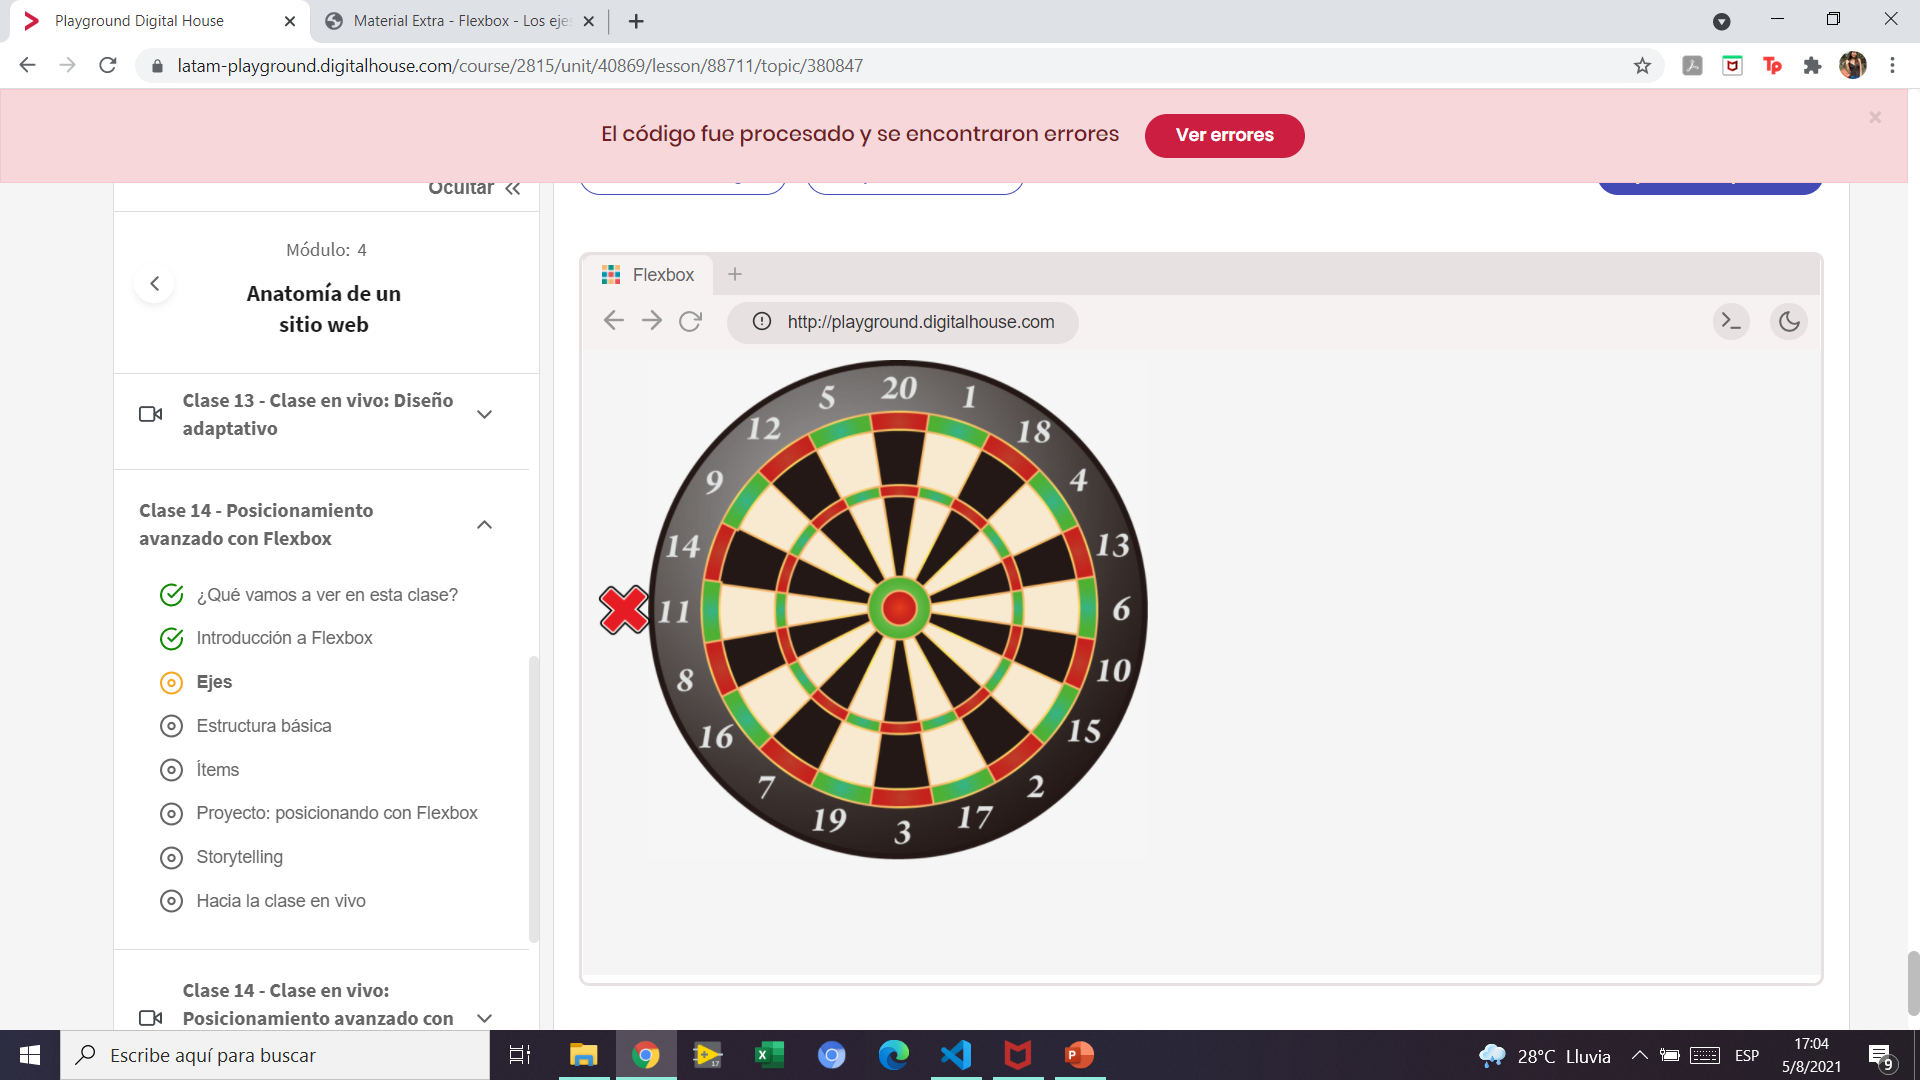 Playground Digital House
Material Extra - Flexbox - Los eje
latam-playground.digitalhouse.com/course/2815/unit/40869/lesson/88711/topic/380847
Tp
El código fue procesado y se encontraron errores
Ver errores
Ocultar
Módulo: 4
Anatomía de un
sitio web
Clase 13 - Clase en vivo: Diseño
adaptativo
Clase 14 - Posicionamiento
avanzado con Flexbox
¿Qué vamos a ver en esta clase?
Introducción a Flexbox
Ejes
Estructura básica
Ítems
Proyecto: posicionando con Flexbox
Storytelling
Hacia la clase en vivo
Clase 14 - Clase en vivo:
Posicionamiento avanzado con
Flexbox
http://playground.digitalhouse.com
20
1
18
4
13
6
10
15
2
17
3
19
7
16
8
11
14
9
12
5
Escribe aquí para buscar
28°C Lluvia
ESP
17:04
5/8/2021
9